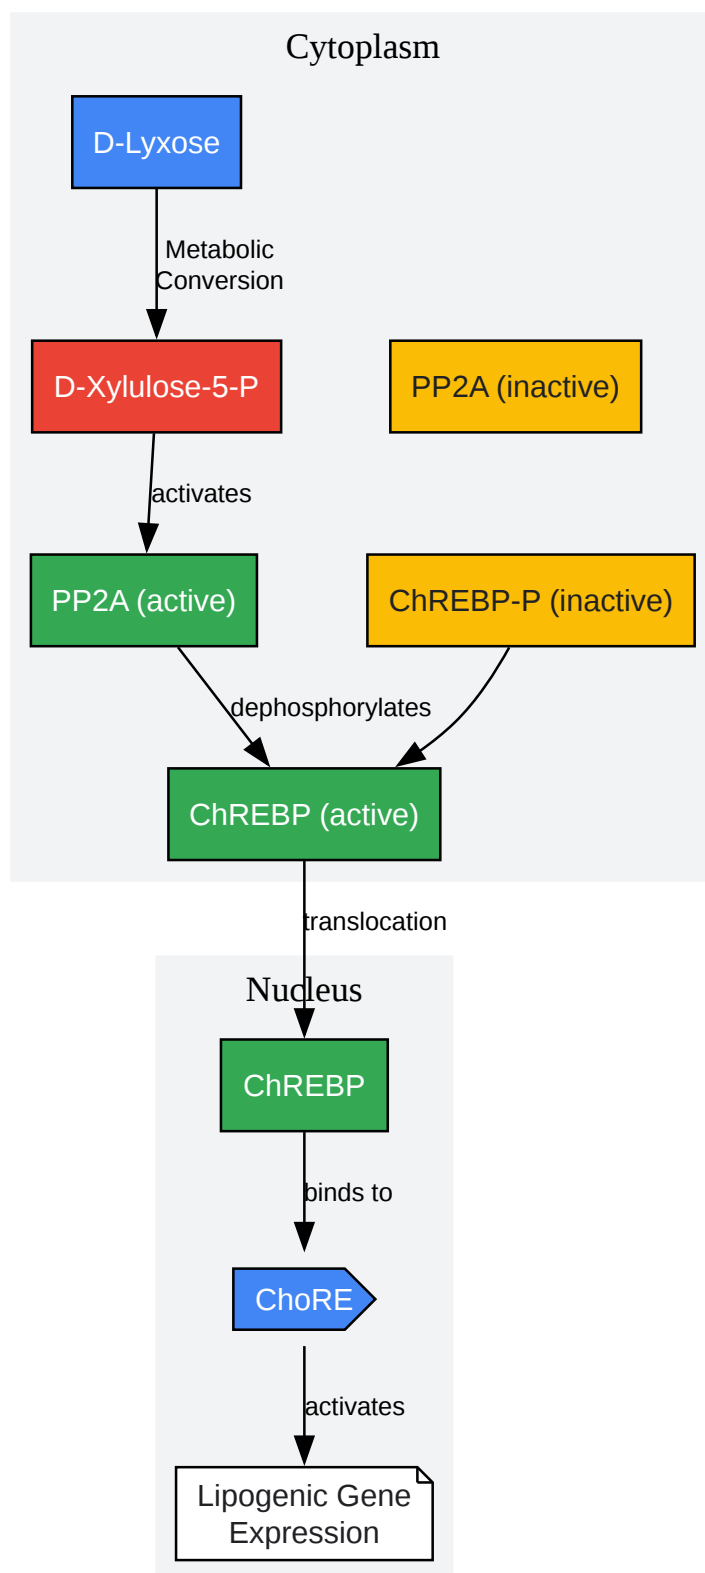 Cytoplasm
D-Lyxose
Metabolic
Conversion
D-Xylulose-5-P
PP2A (inactive)
activates
PP2A (active)
ChREBP-P (inactive)
dephosphorylates
ChREBP (active)
translocation
Nucleus
ChREBP
binds to
ChoRE
activates
Lipogenic Gene
Expression